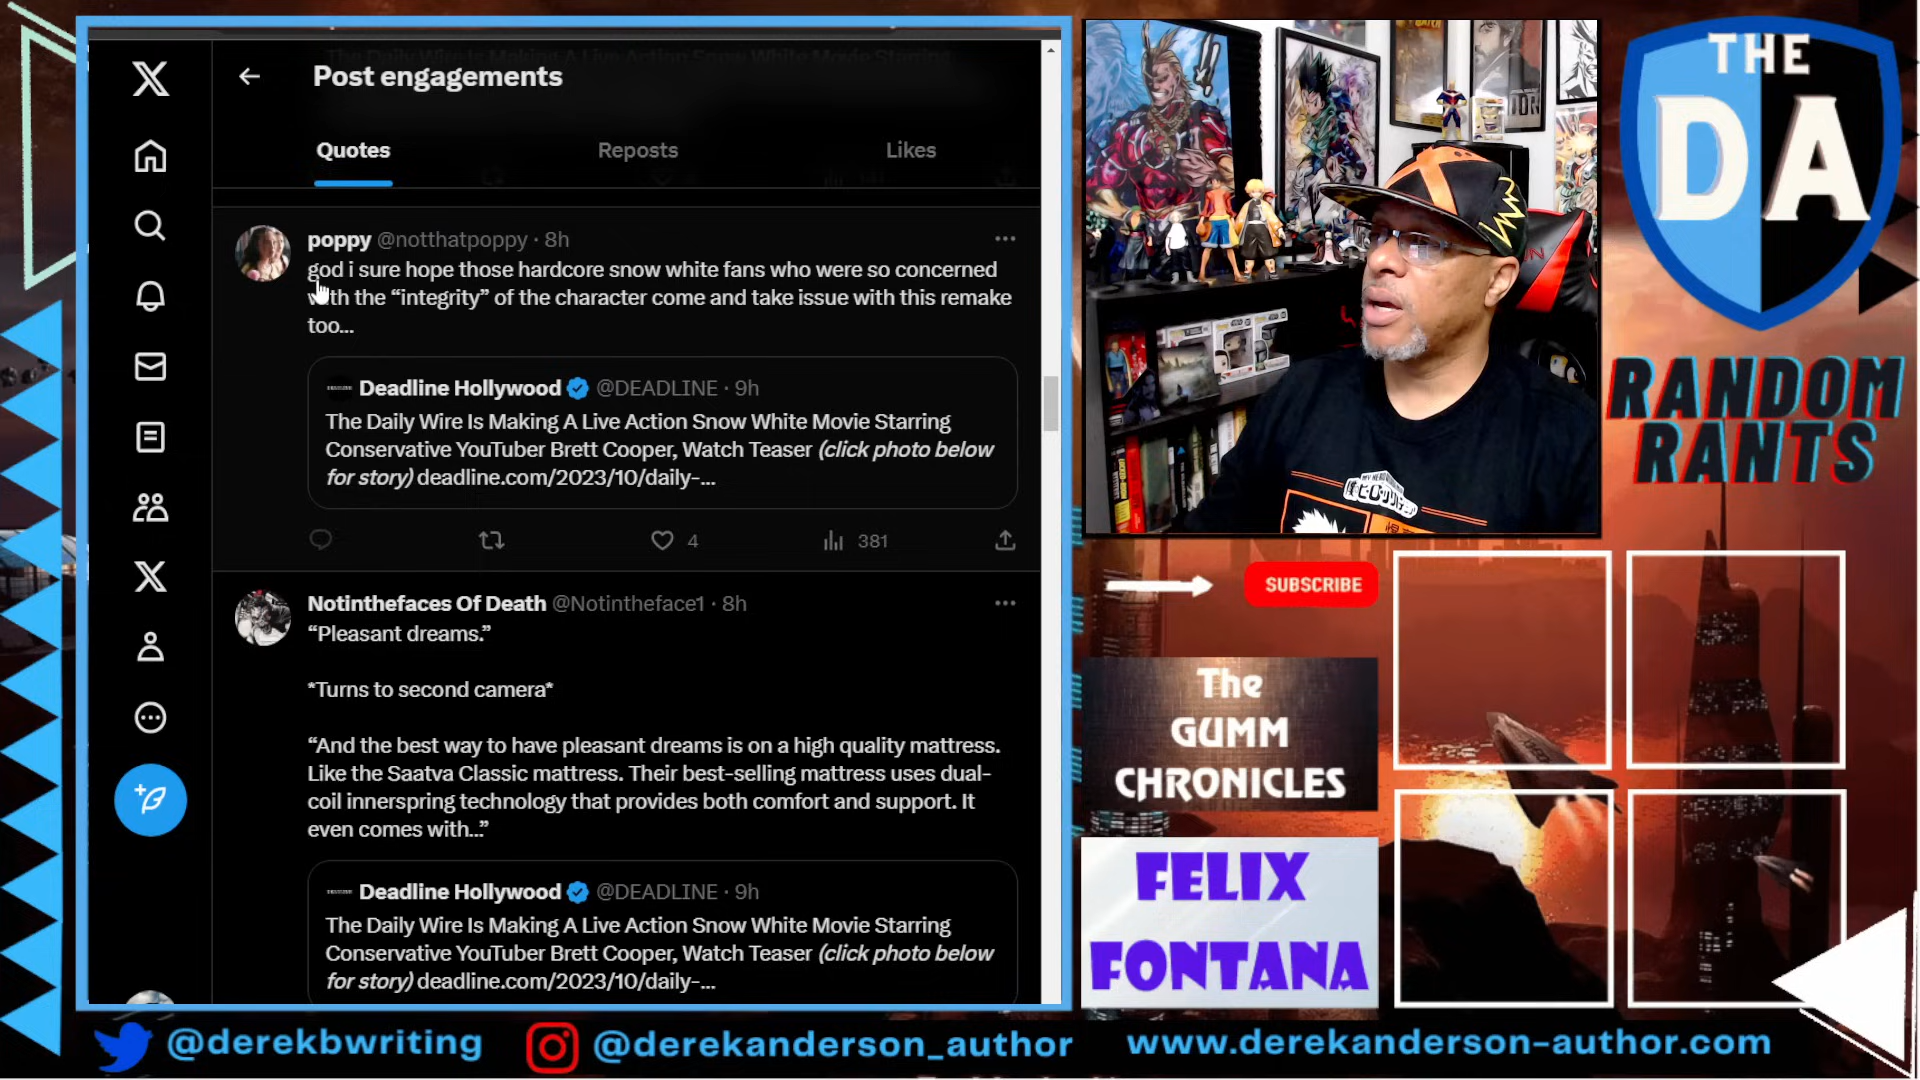 Post engagements
Quotes
Reposts
Likes
poppy @notthatpoppy · 8h
god i sure hope those hardcore snow white fans who were so concerned
with the “integrity” of the character come and take issue with this remake
too...
Deadline Hollywood @DEADLINE · 9h
The Daily Wire Is Making A Live Action Snow White Movie Starring
Conservative YouTuber Brett Cooper, Watch Teaser (click photo below
for story) deadline.com/2023/10/daily-...
4
381
Notinthefaces Of Death @Notintheface1 · 8h
“Pleasant dreams.”
*Turns to second camera*
“And the best way to have pleasant dreams is on a high quality mattress.
Like the Saatva Classic mattress. Their best-selling mattress uses dual-
coil innerspring technology that provides both comfort and support. It
even comes with...”
Deadline Hollywood @DEADLINE · 9h
The Daily Wire Is Making A Live Action Snow White Movie Starring
Conservative YouTuber Brett Cooper, Watch Teaser (click photo below
for story) deadline.com/2023/10/daily-...
THE
DA
RANDOM
RANTS
SUBSCRIBE
The
GUMM
CHRONICLES
FELIX
FONTANA
@derekbwriting
@derekanderson_author
www.derekanderson-author.com